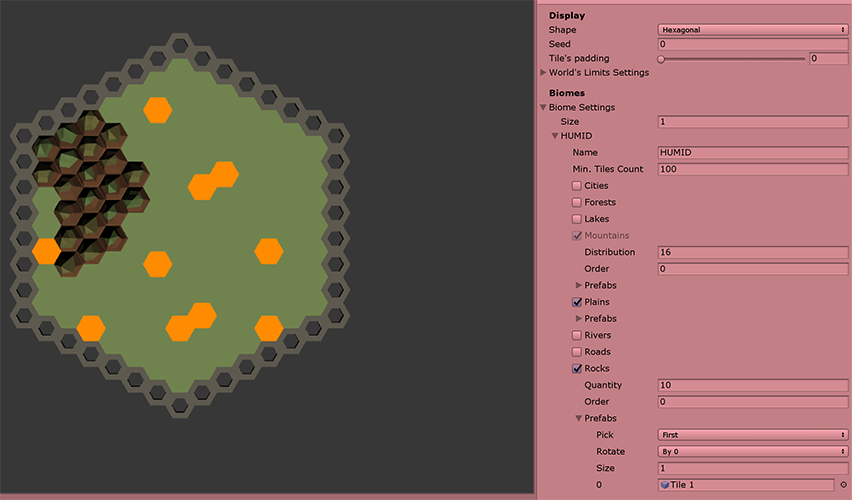 Display
Shape Hexagonal
Seed 0
Tile's padding 0
World's Limits Settings
Biomes
Biome Settings
Size 1
HUMID
Name HUMID
Min. Tiles Count 100
Cities
Forests
Lakes
Mountains
Distribution 16
Order 0
Prefabs
Plains
Prefabs
Rivers
Roads
Rocks
Quantity 10
Order 0
Prefabs
Pick First
Rotate By 0
Size 1
0 Tile 1